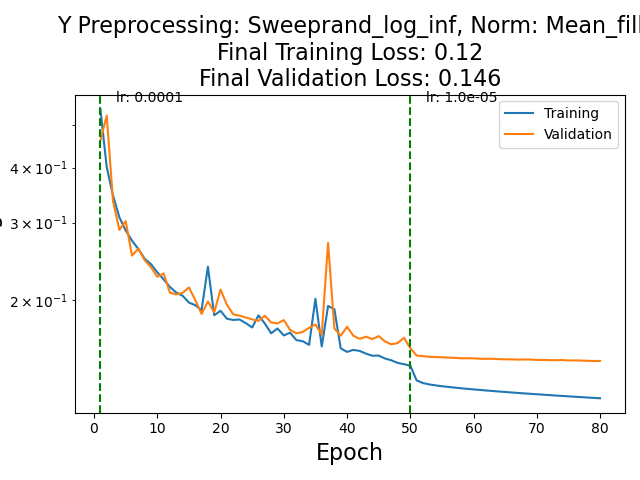 Y Preprocessing: Sweeprand_log_inf, Norm: Mean_fill
Final Training Loss: 0.12
Final Validation Loss: 0.146
lr: 0.0001
lr: 1.0e-05
Training
Validation
4 × 10⁻¹
3 × 10⁻¹
2 × 10⁻¹
0 10 20 30 40 50 60 70 80
Epoch